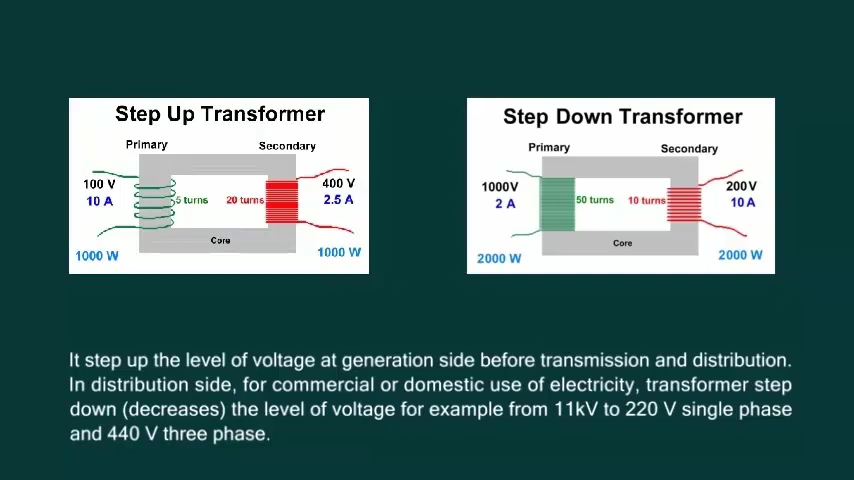 Step Up Transformer
Primary
Secondary
100 V
10 A
5 turns
20 turns
400 V
2.5 A
Core
1000 W
1000 W
Step Down Transformer
Primary
Secondary
1000V
2 A
50 turns
10 turns
200V
10 A
Core
2000 W
2000 W
It step up the level of voltage at generation side before transmission and distribution.
In distribution side, for commercial or domestic use of electricity, transformer step
down (decreases) the level of voltage for example from 11kV to 220 V single phase
and 440 V three phase.